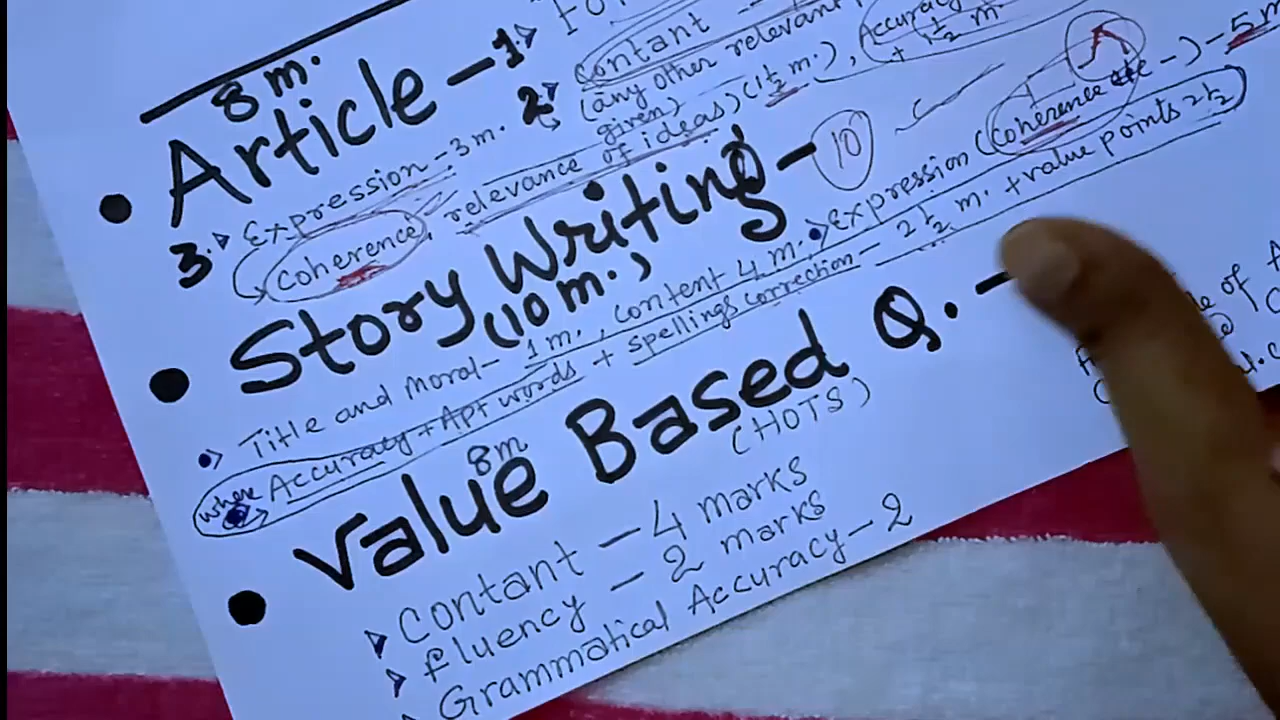 8 m.
• Article - 1
Contant
(any other relevant
given)
Accuracy
+ 1½ m.
3. Expression - 3 m. 2
Coherence, relevance of ideas) (1½ m.),
• Story Writing - 10
(10 m.)
Title and Moral - 1 m., Content 4 m. Expression (Coherence etc -) - 5 m
where Accuracy + Apt words + spellings correction - 2½ m. + value points 2½
8 m
• Value Based Q. -
(HOTS)
Contant - 4 marks
fluency - 2 marks
Grammatical Accuracy - 2